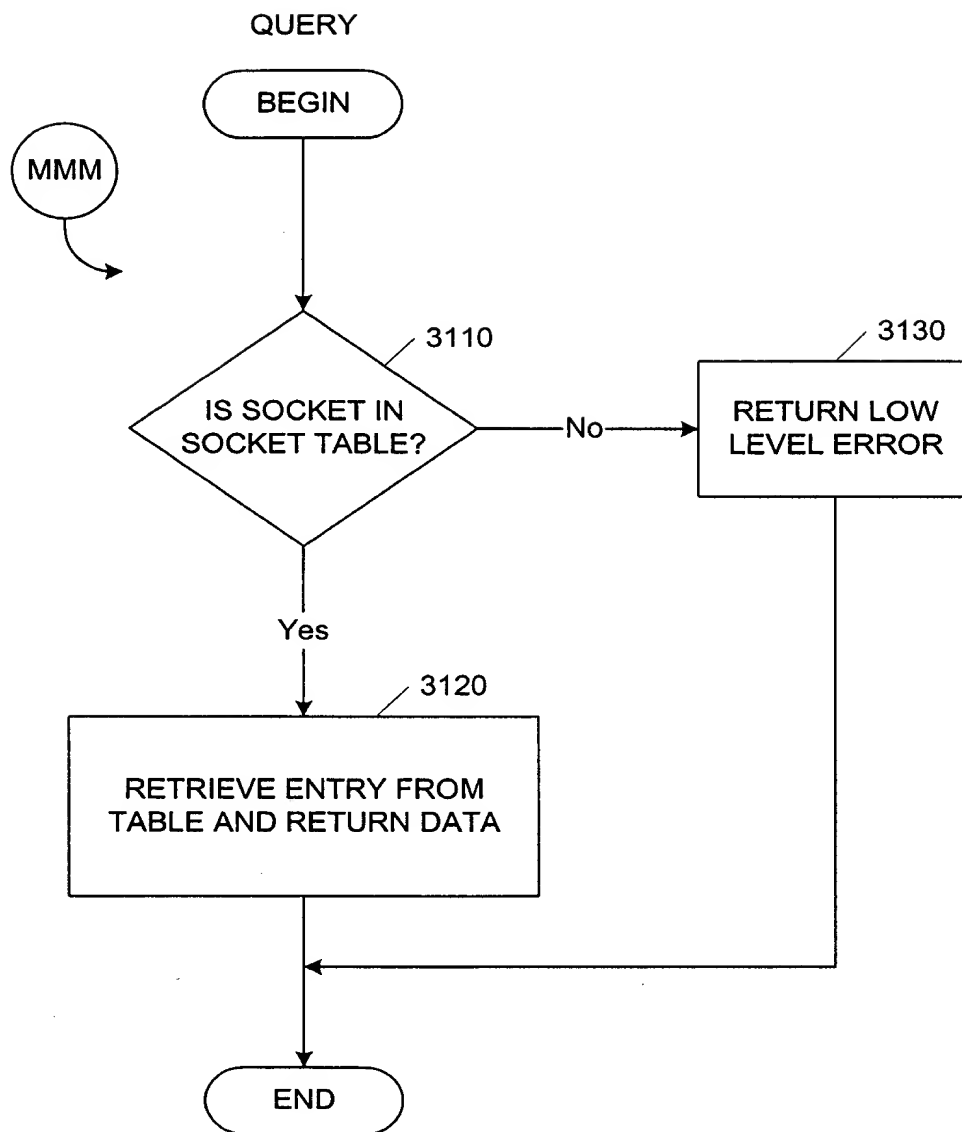 QUERY
BEGIN
MMM
3110
IS SOCKET IN
SOCKET TABLE?
No
3130
RETURN LOW
LEVEL ERROR
Yes
3120
RETRIEVE ENTRY FROM
TABLE AND RETURN DATA
END